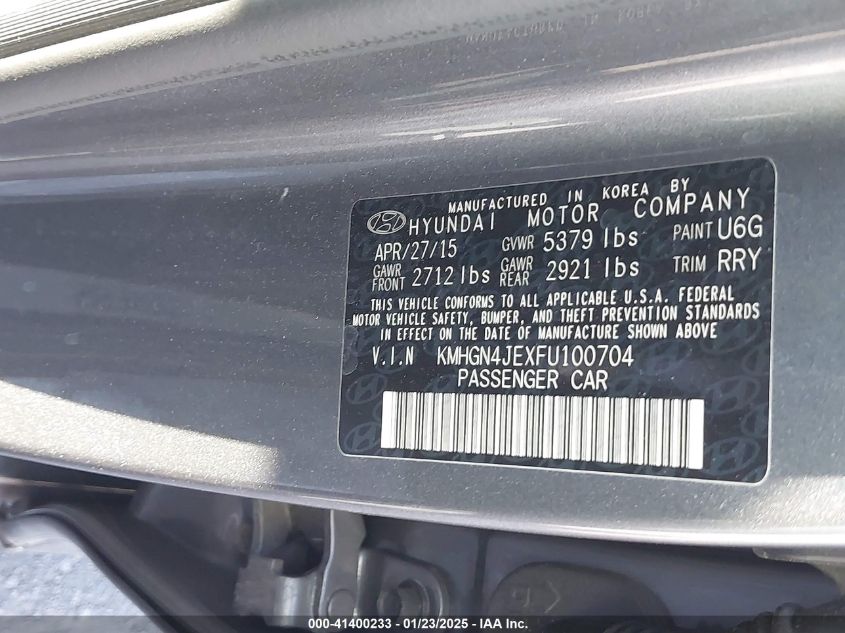 MANUFACTURED IN KOREA BY
HYUNDAI MOTOR COMPANY
APR/27/15 GVWR 5379 lbs PAINT U6G
GAWR FRONT 2712 lbs GAWR REAR 2921 lbs TRIM RRY
THIS VEHICLE CONFORMS TO ALL APPLICABLE U.S.A. FEDERAL
MOTOR VEHICLE SAFETY, BUMPER, AND THEFT PREVENTION STANDARDS
IN EFFECT ON THE DATE OF MANUFACTURE SHOWN ABOVE
V.I.N KMHGN4JEXFU100704
PASSENGER CAR
000-41400233 - 01/23/2025 - IAA Inc.